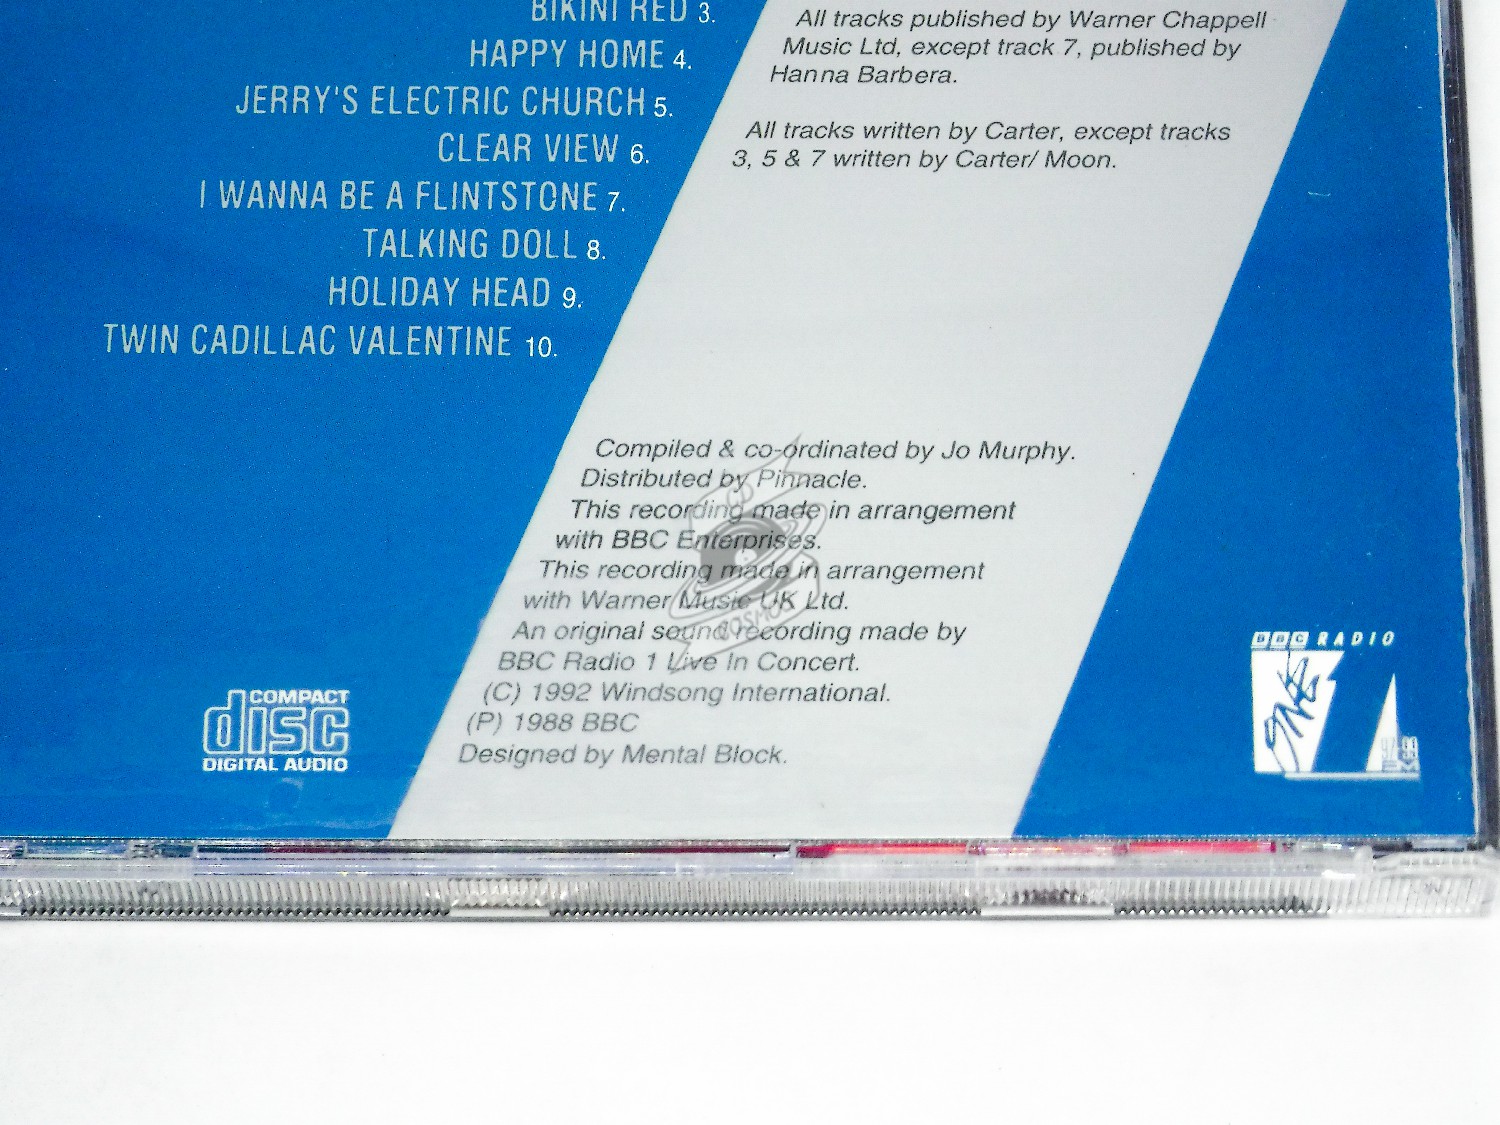 BIKINI RED 3.
HAPPY HOME 4.
JERRY'S ELECTRIC CHURCH 5.
CLEAR VIEW 6.
I WANNA BE A FLINTSTONE 7.
TALKING DOLL 8.
HOLIDAY HEAD 9.
TWIN CADILLAC VALENTINE 10.
All tracks published by Warner Chappell
Music Ltd, except track 7, published by
Hanna Barbera.
All tracks written by Carter, except tracks
3, 5 & 7 written by Carter/ Moon.
Compiled & co-ordinated by Jo Murphy.
Distributed by Pinnacle.
This recording made in arrangement
with BBC Enterprises.
This recording made in arrangement
with Warner Music UK Ltd.
An original sound recording made by
BBC Radio 1 Live In Concert.
(C) 1992 Windsong International.
(P) 1988 BBC
Designed by Mental Block.
COMPACT
disc
DIGITAL AUDIO
BBC RADIO
1
CD
COSMOS